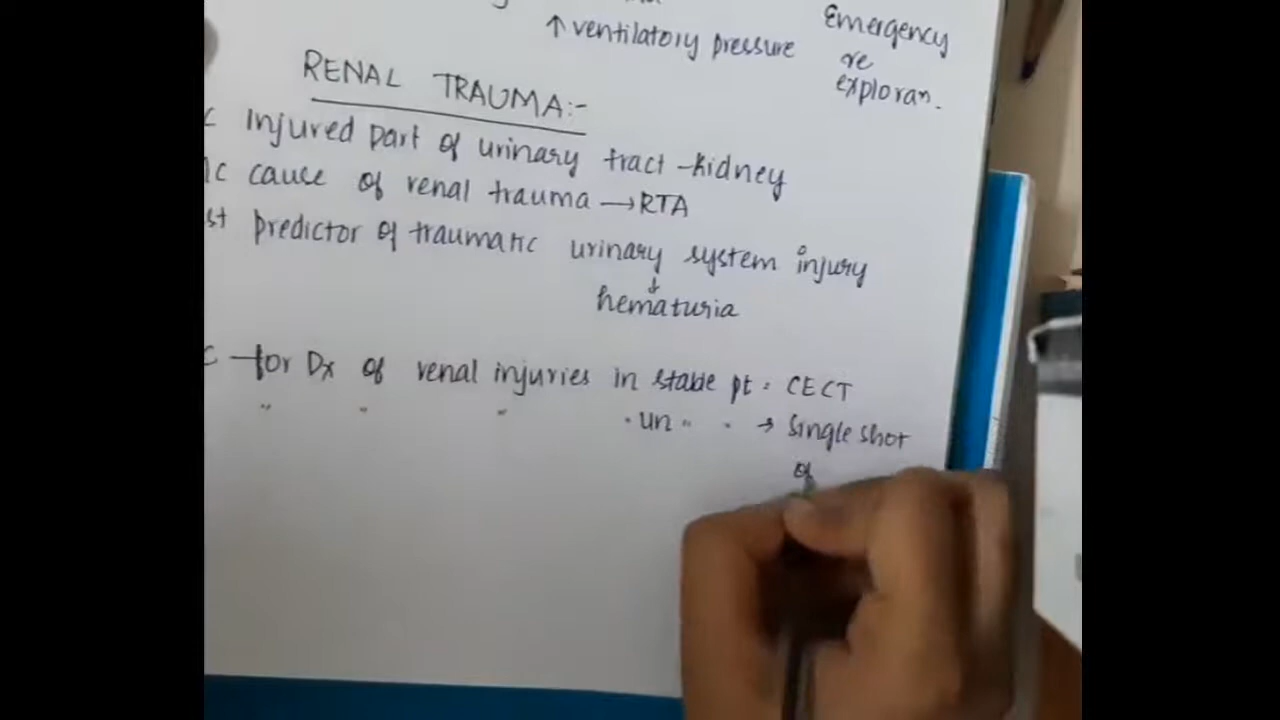 ↑ ventilatory pressure
Emergency
re
exploran.
RENAL TRAUMA:-
C Injured part of urinary tract - kidney
C cause of renal trauma → RTA
st predictor of traumatic urinary system injury
↓
hematuria
C for Dx of renal injuries in stable pt = CECT
" " " " un " " → single shot
of